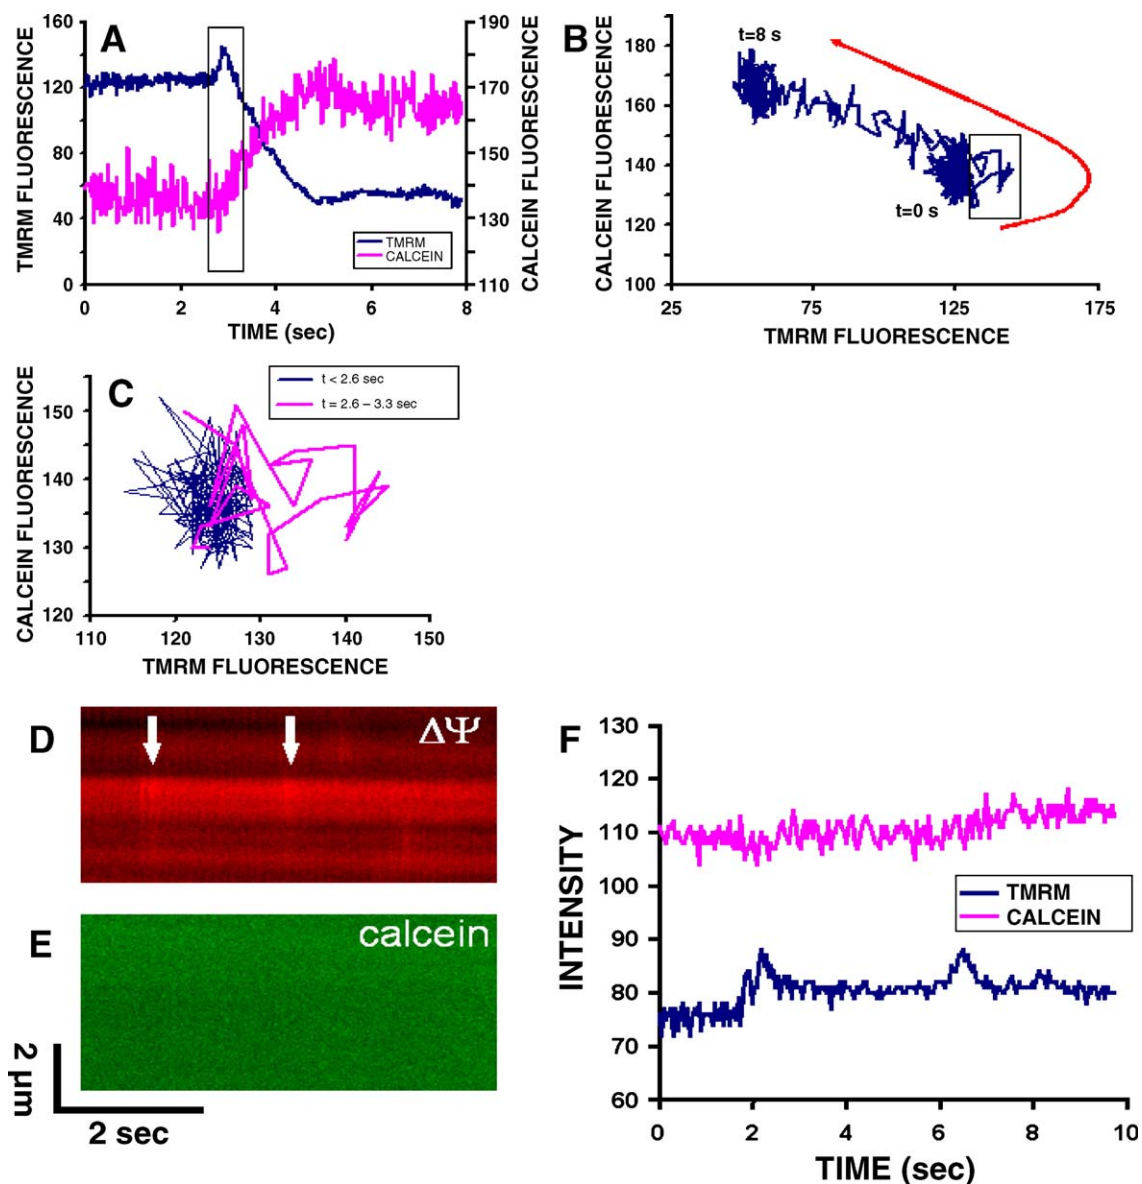 A
TMRM FLUORESCENCE
160
120
80
40
0
CALCEIN FLUORESCENCE
190
170
150
130
110
TMRM
CALCEIN
0 2 4 6 8
TIME (sec)
B
CALCEIN FLUORESCENCE
190
180
160
140
120
100
t=8 s
t=0 s
25 75 125 175
TMRM FLUORESCENCE
C
CALCEIN FLUORESCENCE
150
140
130
120
t < 2.6 sec
t = 2.6 – 3.3 sec
110 120 130 140 150
TMRM FLUORESCENCE
D
ΔΨ
E
calcein
2 µm
2 sec
F
INTENSITY
130
120
110
100
90
80
70
60
TMRM
CALCEIN
0 2 4 6 8 10
TIME (sec)